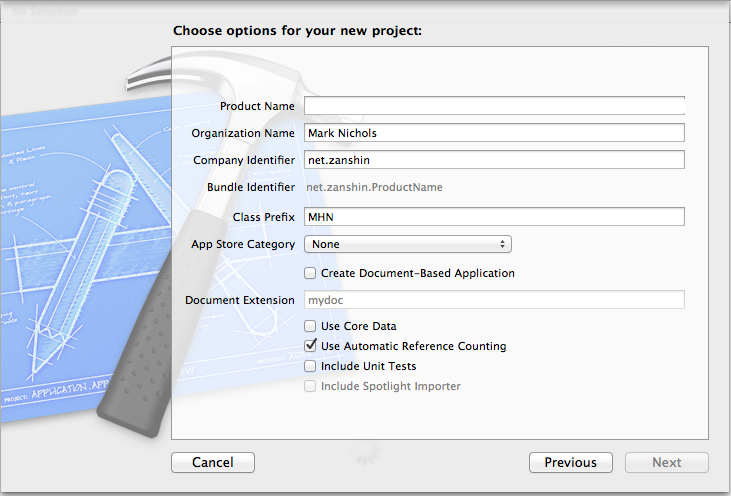 No Selection
Choose options for your new project:
Product Name
Organization Name Mark Nichols
Company Identifier net.zanshin
Bundle Identifier net.zanshin.ProductName
Class Prefix MHN
App Store Category None
Create Document-Based Application
Document Extension mydoc
Use Core Data
Use Automatic Reference Counting
Include Unit Tests
Include Spotlight Importer
PROJECT: APPLICATION.APP
Cancel Previous Next